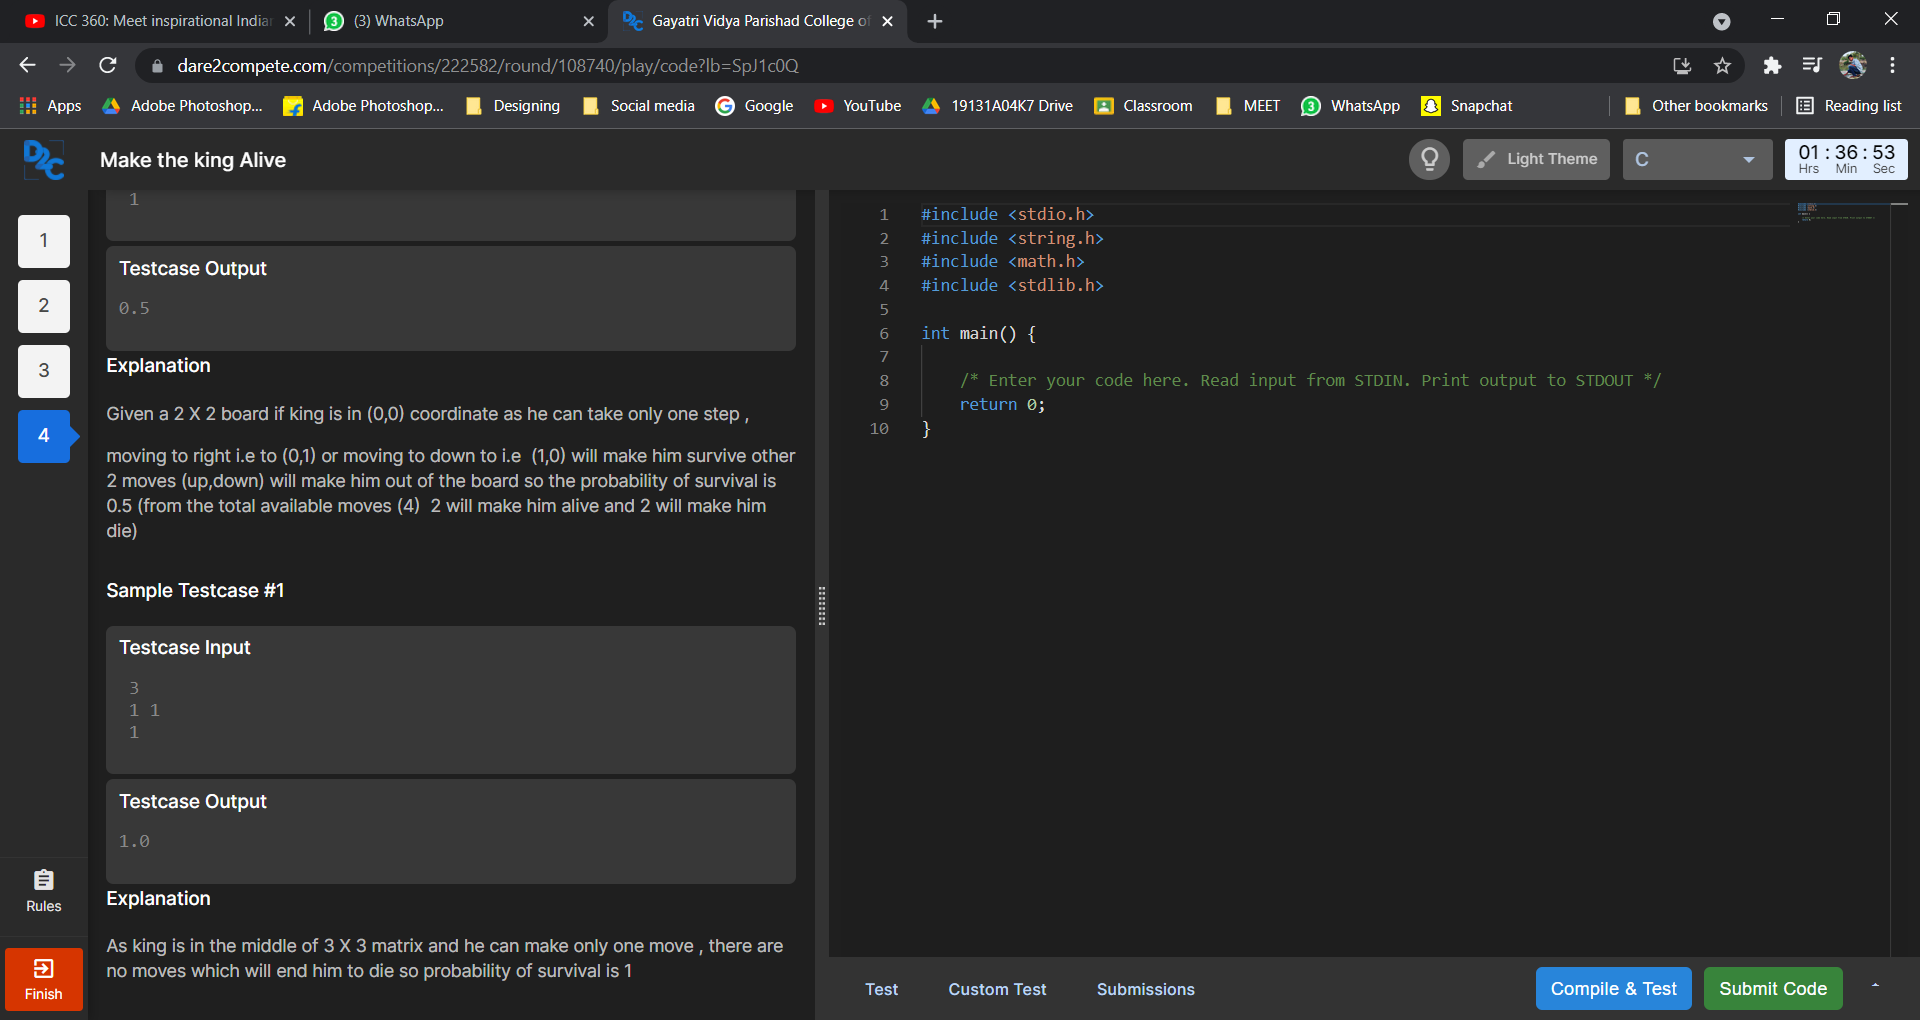 ICC 360: Meet inspirational Indian
(3) WhatsApp
Gayatri Vidya Parishad College of
dare2compete.com/competitions/222582/round/108740/play/code?lb=SpJ1c0Q
Apps
Adobe Photoshop...
Adobe Photoshop...
Designing
Social media
Google
YouTube
19131A04K7 Drive
Classroom
MEET
WhatsApp
Snapchat
Other bookmarks
Reading list
D2C
Make the king Alive
Light Theme
C
01 : 36 : 53
Hrs Min Sec
1
2
3
4
Rules
Finish
1
Testcase Output
0.5
Explanation
Given a 2 X 2 board if king is in (0,0) coordinate as he can take only one step ,
moving to right i.e to (0,1) or moving to down to i.e (1,0) will make him survive other
2 moves (up,down) will make him out of the board so the probability of survival is
0.5 (from the total available moves (4) 2 will make him alive and 2 will make him
die)
Sample Testcase #1
Testcase Input
3
1 1
1
Testcase Output
1.0
Explanation
As king is in the middle of 3 X 3 matrix and he can make only one move , there are
no moves which will end him to die so probability of survival is 1
1 #include <stdio.h>
2 #include <string.h>
3 #include <math.h>
4 #include <stdlib.h>
5
6 int main() {
7
8 /* Enter your code here. Read input from STDIN. Print output to STDOUT */
9 return 0;
10 }
Test
Custom Test
Submissions
Compile & Test
Submit Code